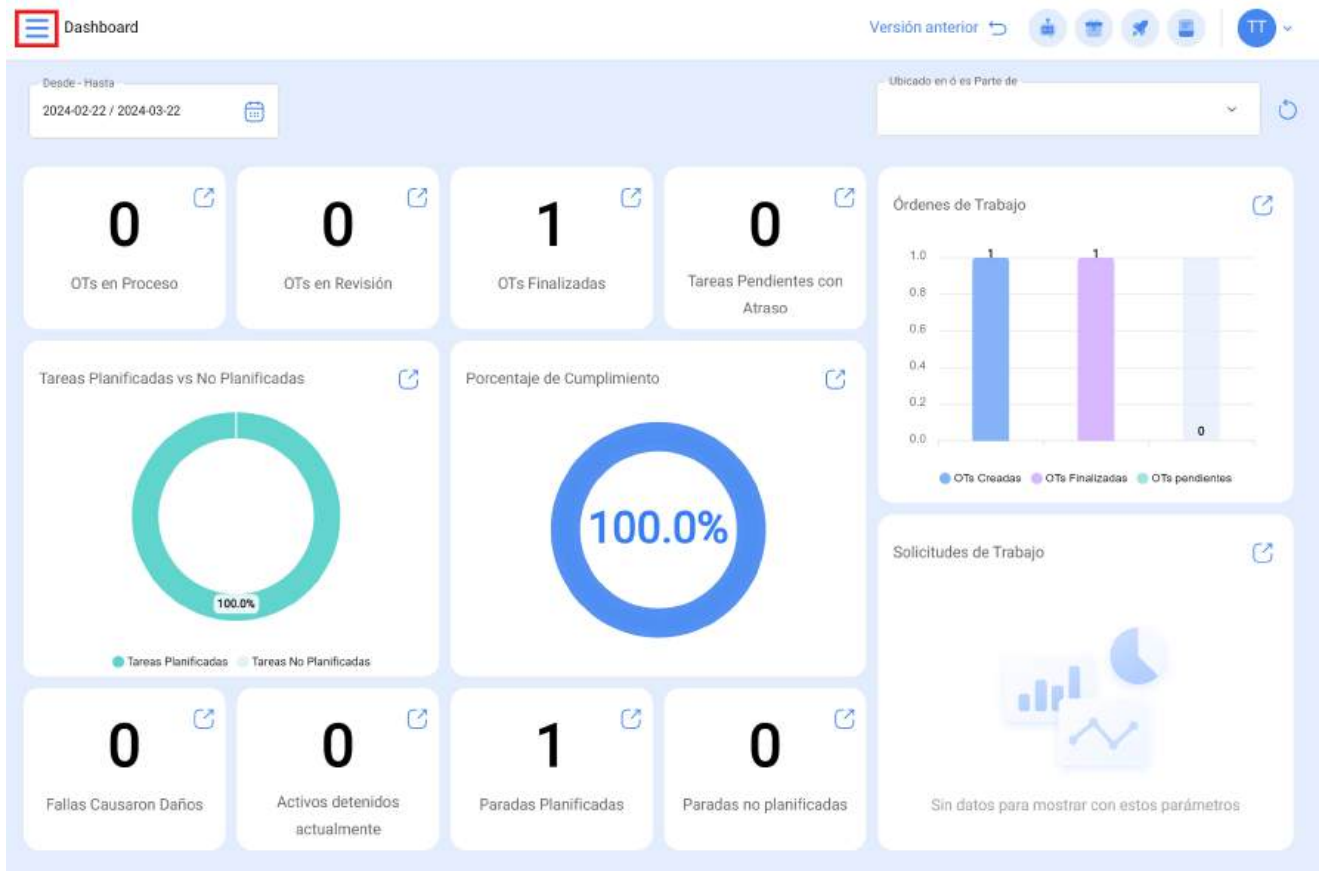 Dashboard
Versión anterior
TT
Desde - Hasta
2024-02-22 / 2024-03-22
Ubicado en ó es Parte de
0
OTs en Proceso
0
OTs en Revisión
1
OTs Finalizadas
0
Tareas Pendientes con
Atraso
Órdenes de Trabajo
1.0
0.8
0.6
0.4
0.2
0.0
1
1
0
OTs Creadas OTs Finalizadas OTs pendientes
Tareas Planificadas vs No Planificadas
100.0%
Tareas Planificadas Tareas No Planificadas
Porcentaje de Cumplimiento
100.0%
Solicitudes de Trabajo
Sin datos para mostrar con estos parámetros
0
Fallas Causaron Daños
0
Activos detenidos
actualmente
1
Paradas Planificadas
0
Paradas no planificadas